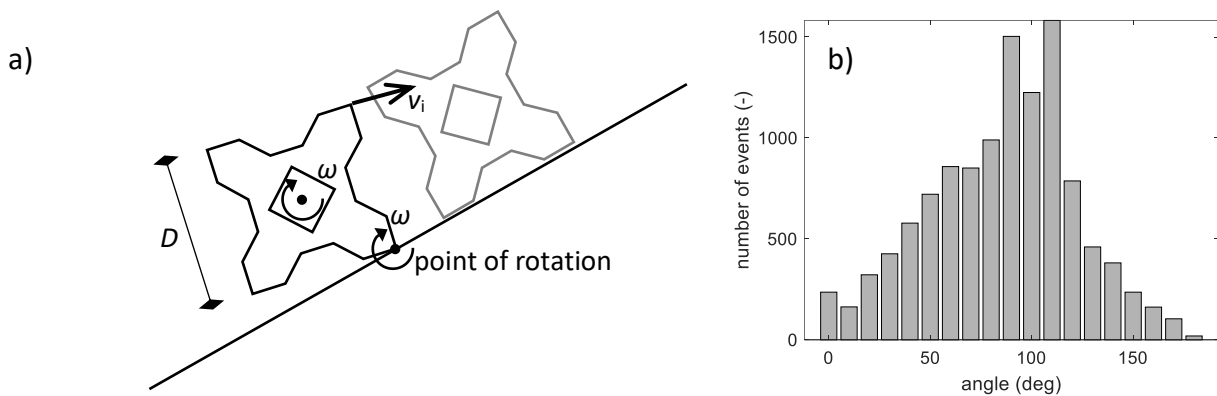 a)
v_i
ω
ω
D
point of rotation
b)
number of events (-)
1500
1000
500
0
0
50
100
150
angle (deg)